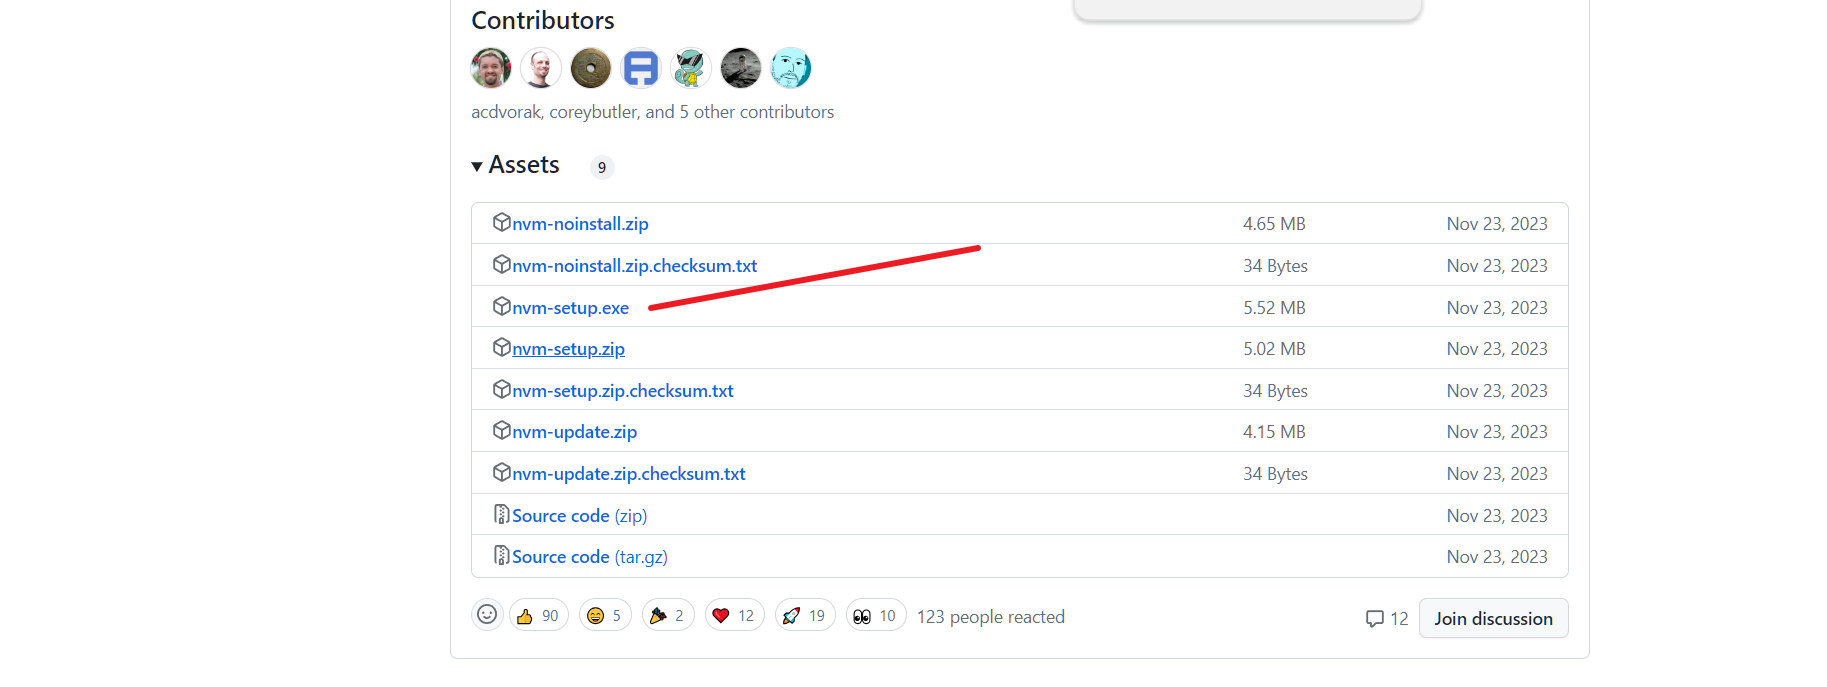 Contributors
acdvorak, coreybutler, and 5 other contributors
Assets 9
nvm-noinstall.zip 4.65 MB Nov 23, 2023
nvm-noinstall.zip.checksum.txt 34 Bytes Nov 23, 2023
nvm-setup.exe 5.52 MB Nov 23, 2023
nvm-setup.zip 5.02 MB Nov 23, 2023
nvm-setup.zip.checksum.txt 34 Bytes Nov 23, 2023
nvm-update.zip 4.15 MB Nov 23, 2023
nvm-update.zip.checksum.txt 34 Bytes Nov 23, 2023
Source code (zip) Nov 23, 2023
Source code (tar.gz) Nov 23, 2023
90 5 2 12 19 10 123 people reacted 12 Join discussion